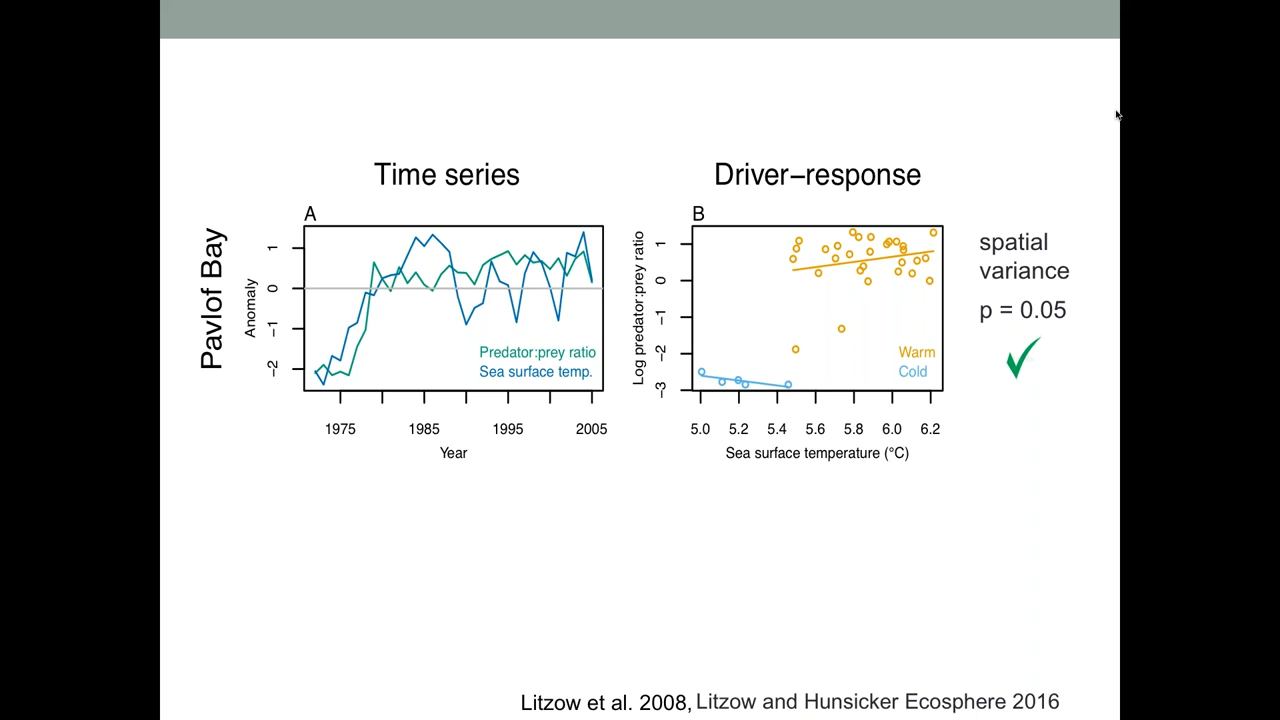 Time series
Driver–response
A
B
Pavlof Bay
Anomaly
1
0
−1
−2
Predator:prey ratio
Sea surface temp.
1975
1985
1995
2005
Year
Log predator:prey ratio
1
0
−1
−2
−3
Warm
Cold
5.0
5.2
5.4
5.6
5.8
6.0
6.2
Sea surface temperature (°C)
spatial
variance
p = 0.05
Litzow et al. 2008, Litzow and Hunsicker Ecosphere 2016